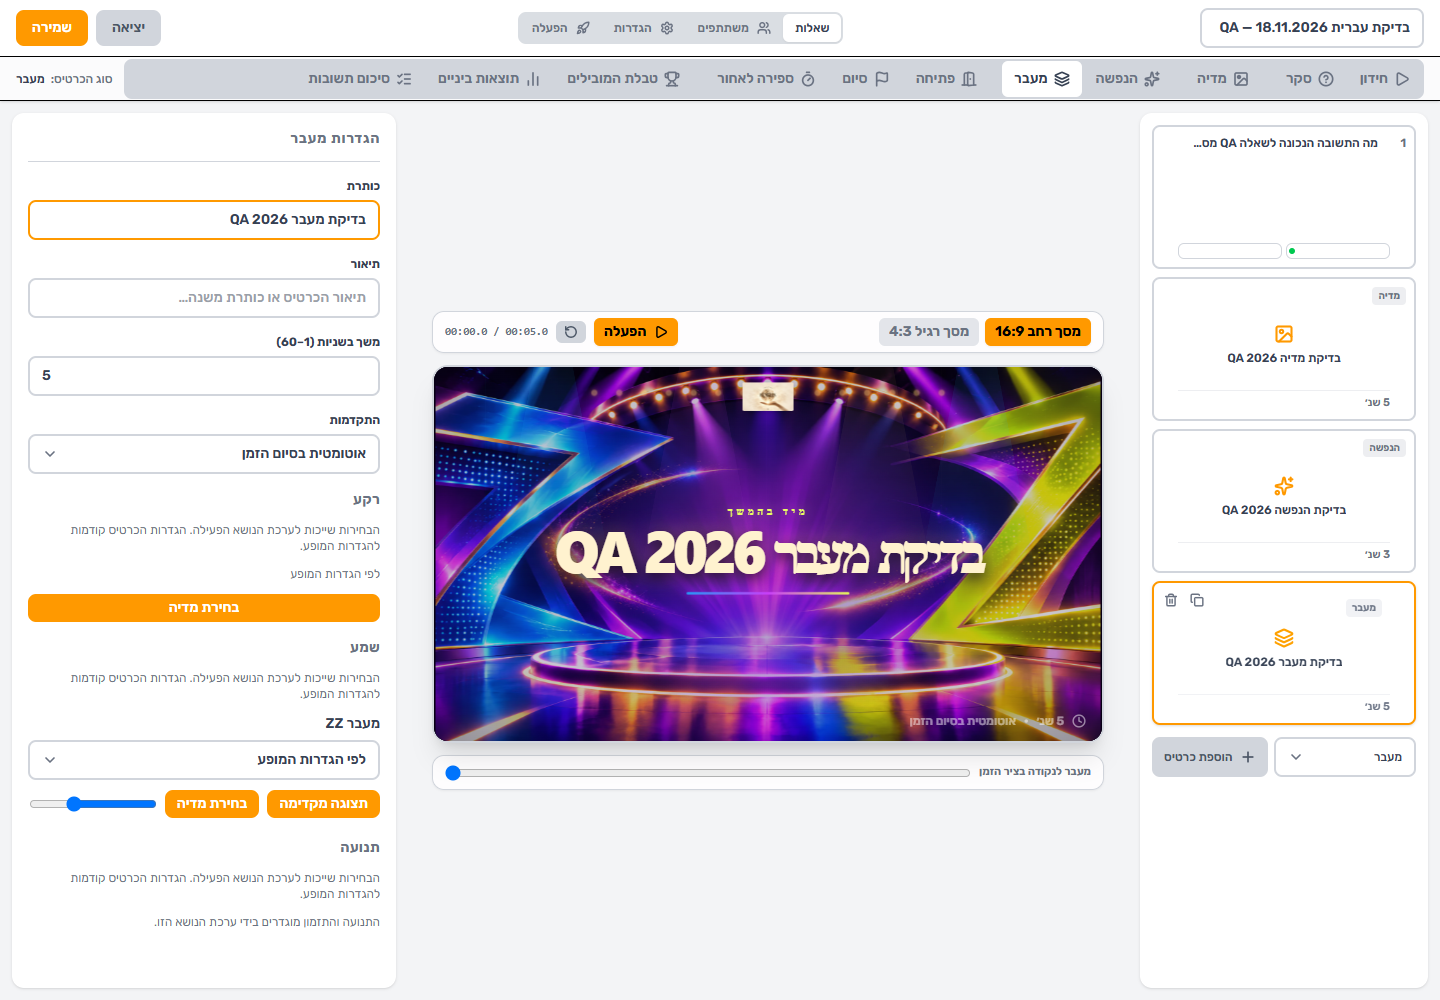 בדיקת עברית QA – 18.11.2026
שאלות
משתתפים
הגדרות
הפעלה
יציאה
שמירה
חידון
סקר
מדיה
הנפשה
מעבר
פתיחה
סיום
ספירה לאחור
טבלת המובילים
תוצאות ביניים
סיכום תשובות
סוג הכרטיס: מעבר
1 מה התשובה הנכונה לשאלה QA מס...
מדיה
בדיקת מדיה QA 2026
5 שנ׳
הנפשה
בדיקת הנפשה QA 2026
3 שנ׳
מעבר
בדיקת מעבר QA 2026
5 שנ׳
מעבר
הוספת כרטיס
מסך רחב 16:9
מסך רגיל 4:3
הפעלה
00:00.0 / 00:05.0
מיד בהמשך
בדיקת מעבר QA 2026
5 שנ׳ • אוטומטית בסיום הזמן
מעבר לנקודה בציר הזמן
הגדרות מעבר
כותרת
בדיקת מעבר QA 2026
תיאור
תיאור הכרטיס או כותרת משנה...
משך בשניות (1–60)
5
התקדמות
אוטומטית בסיום הזמן
רקע
הבחירות שייכות לערכת הנושא הפעילה. הגדרות הכרטיס קודמות
להגדרות המופע.
לפי הגדרות המופע
בחירת מדיה
שמע
הבחירות שייכות לערכת הנושא הפעילה. הגדרות הכרטיס קודמות
להגדרות המופע.
מעבר ZZ
לפי הגדרות המופע
תצוגה מקדימה
בחירת מדיה
תנועה
הבחירות שייכות לערכת הנושא הפעילה. הגדרות הכרטיס קודמות
להגדרות המופע.
התנועה והתזמון מוגדרים בידי ערכת הנושא הזו.